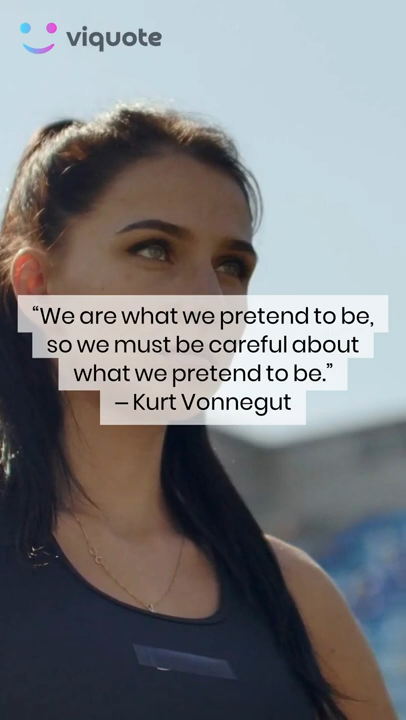 viquote
“We are what we pretend to be,
so we must be careful about
what we pretend to be.”
– Kurt Vonnegut